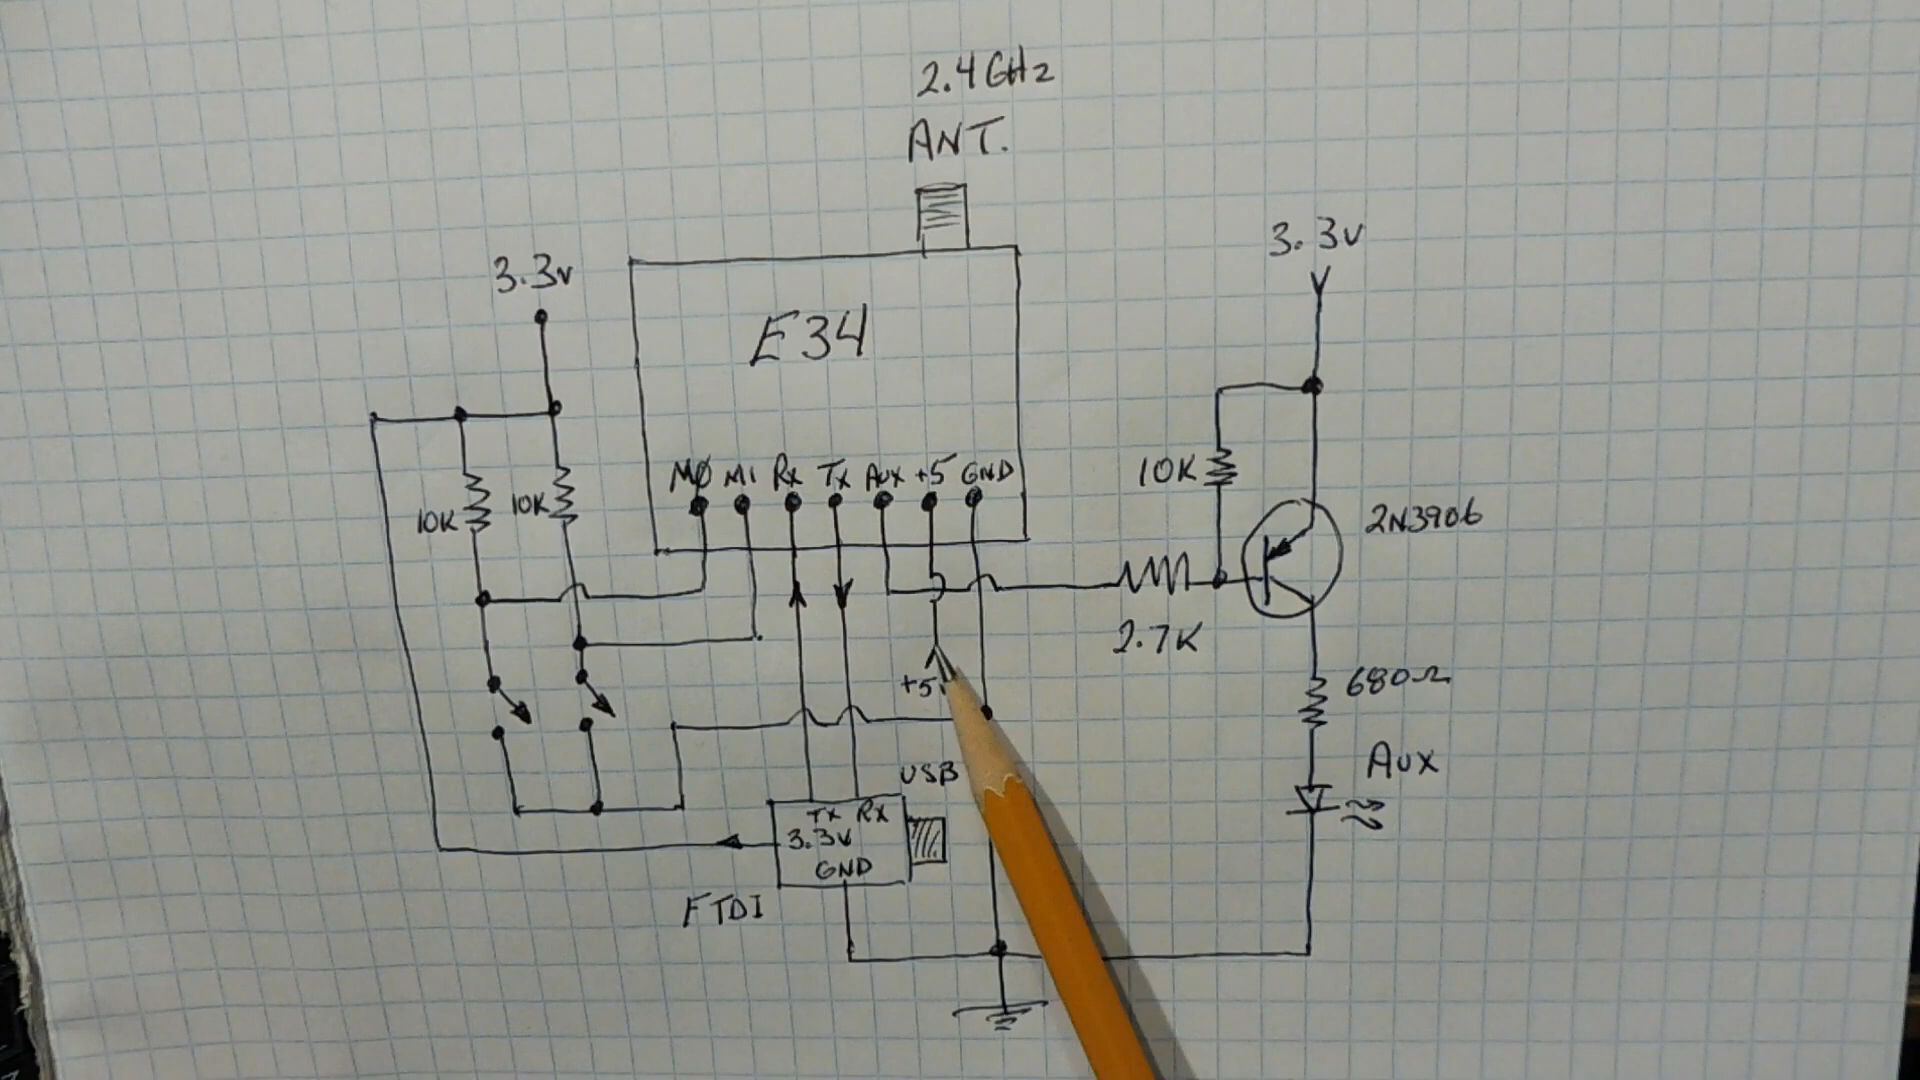 2.4GHz
ANT.
3.3v
3.3v
E34
MØ M1 Rx Tx AUX +5 GND
10K
10K
10K
2N3906
2.7K
680Ω
+5
AUX
USB
TX RX
3.3v
GND
FTDI